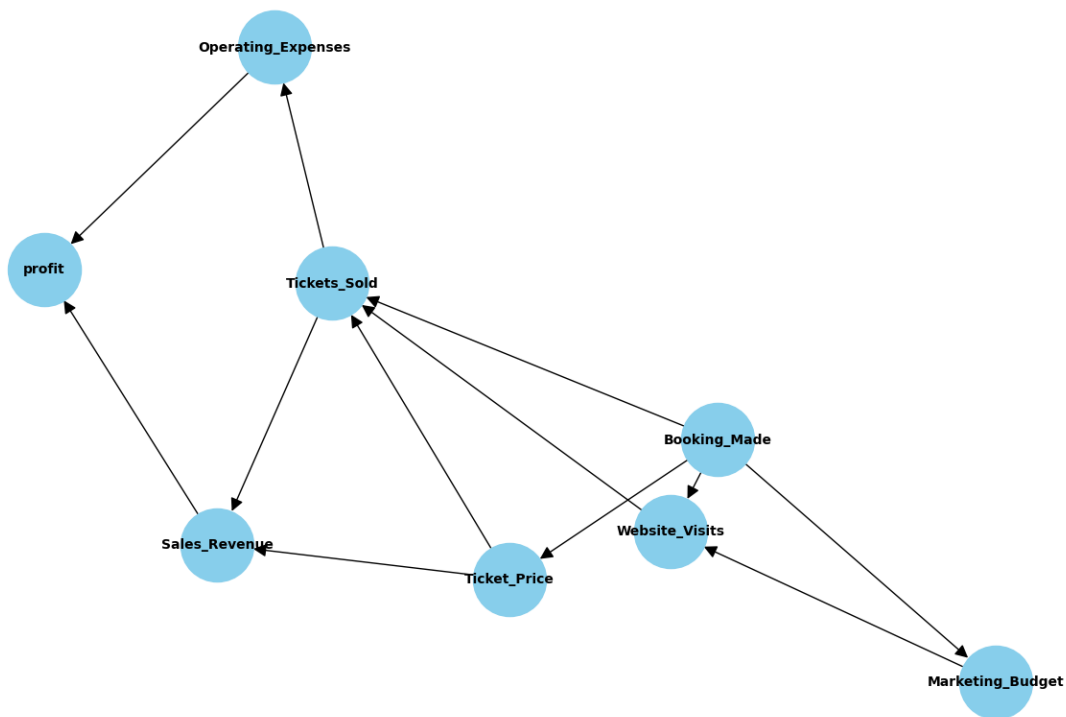 Operating_Expenses
profit
Tickets_Sold
Booking_Made
Website_Visits
Sales_Revenue
Ticket_Price
Marketing_Budget